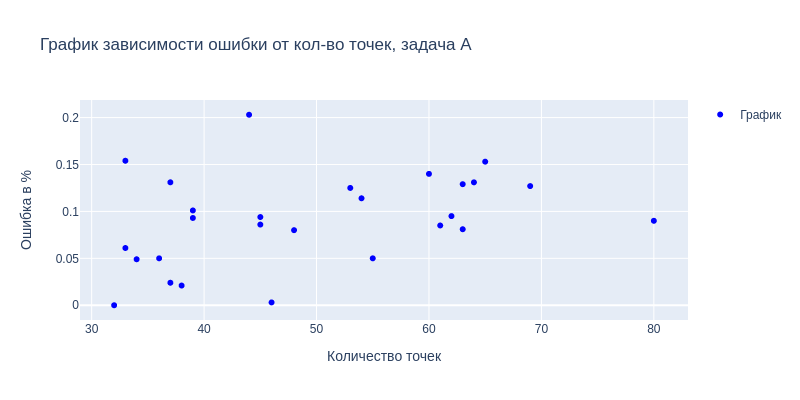 График зависимости ошибки от кол-во точек, задача А
График
0.2
0.15
0.1
0.05
0
Ошибка в %
30 40 50 60 70 80
Количество точек